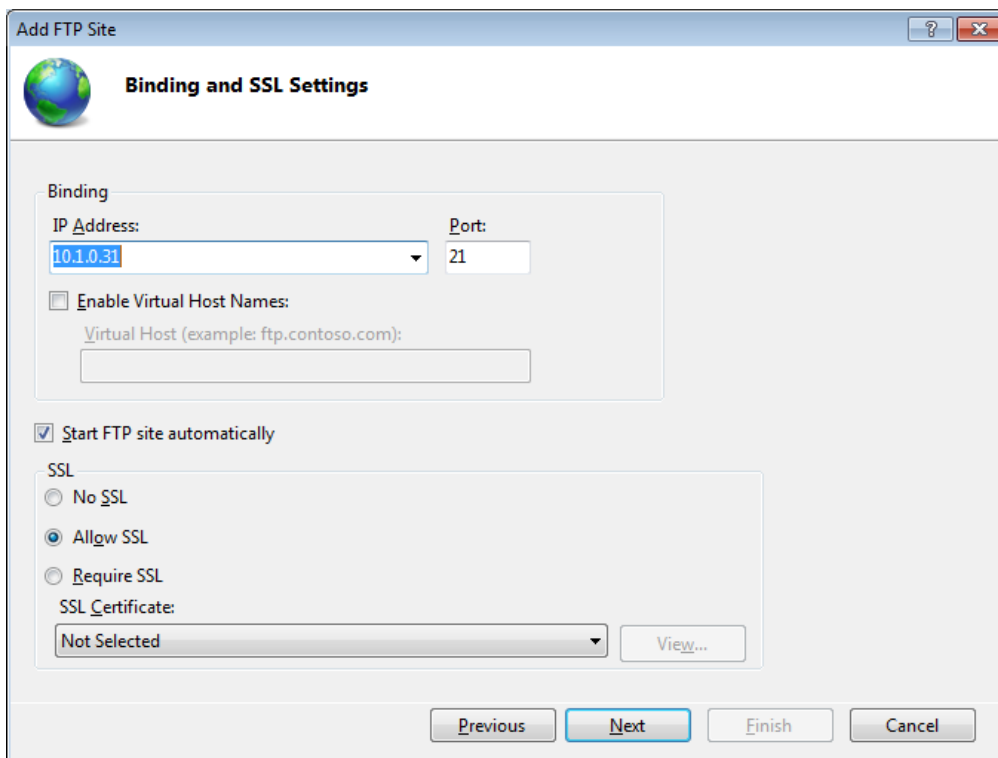 Add FTP Site
?
Binding and SSL Settings
Binding
IP Address: Port:
10.1.0.31 21
Enable Virtual Host Names:
Virtual Host (example: ftp.contoso.com):
Start FTP site automatically
SSL
No SSL
Allow SSL
Require SSL
SSL Certificate:
Not Selected View...
Previous Next Finish Cancel